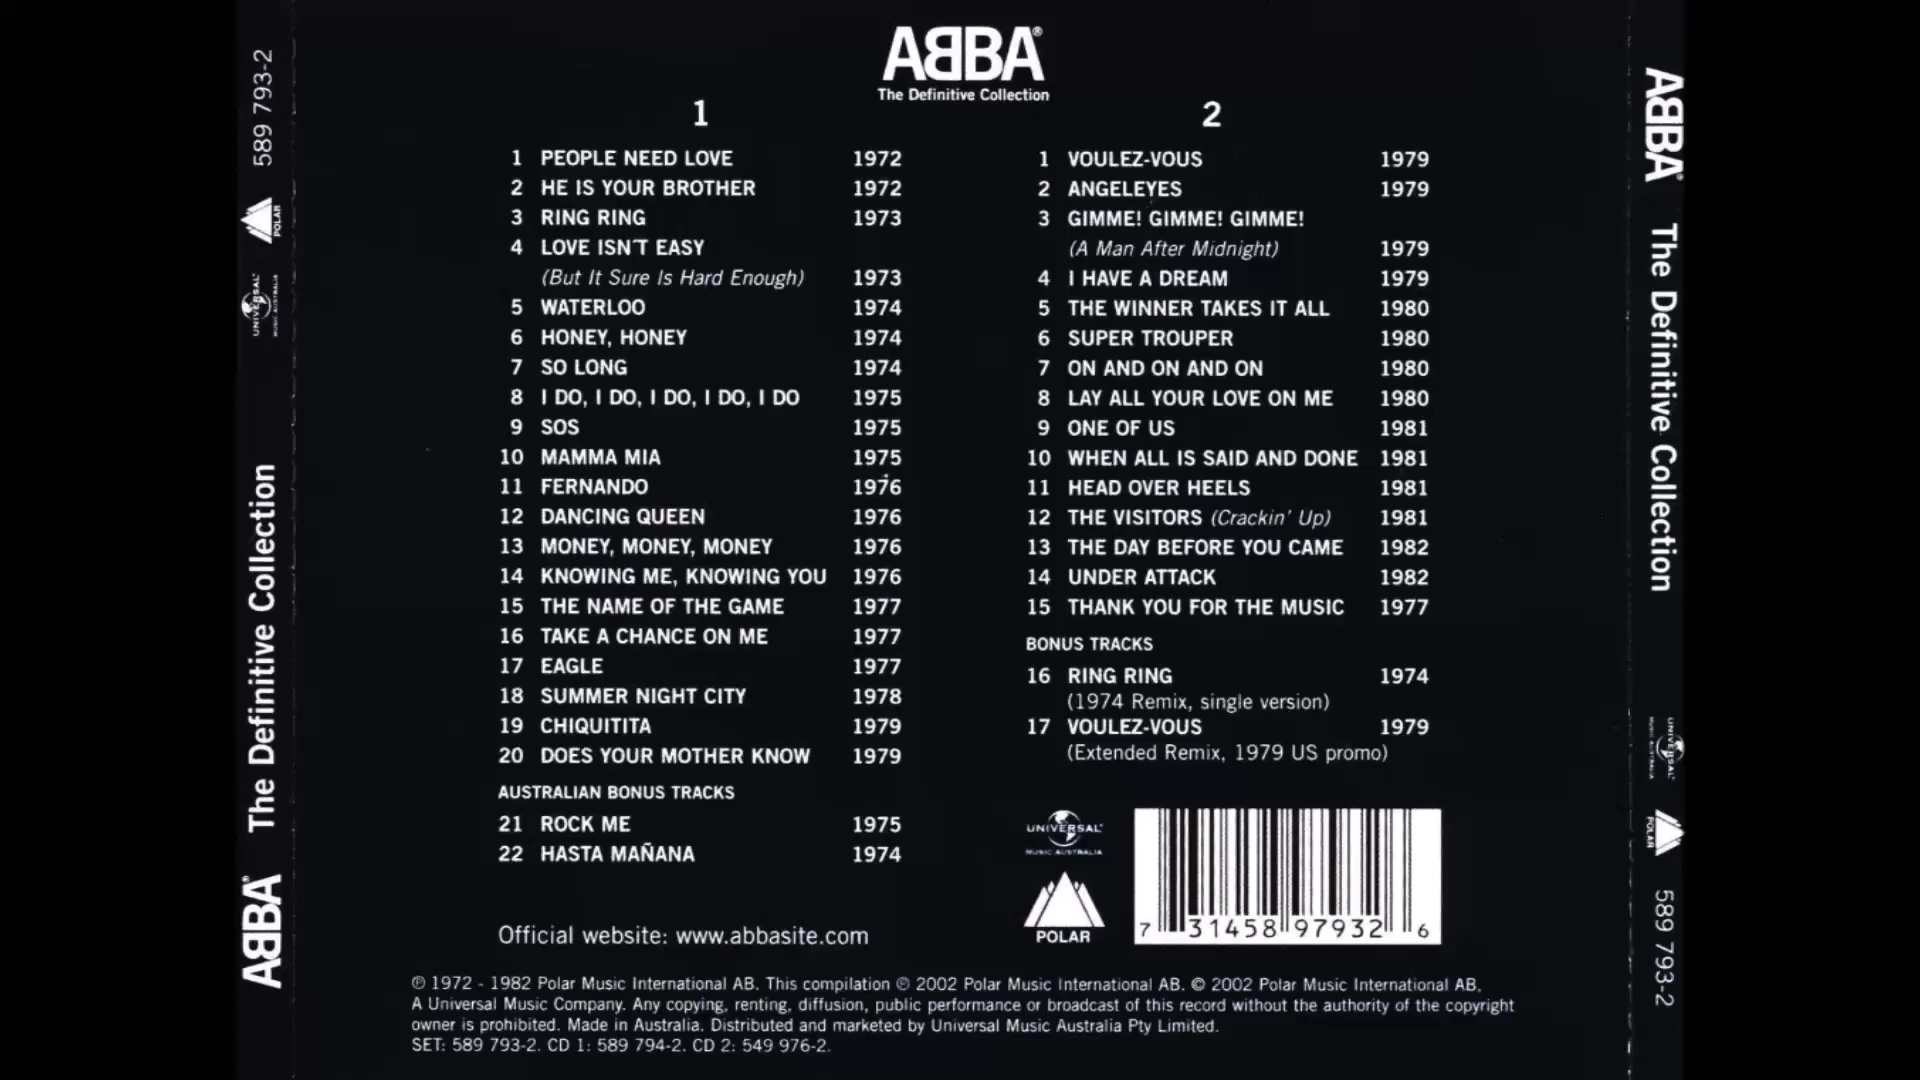 ABBA®
The Definitive Collection
1
1 PEOPLE NEED LOVE 1972
2 HE IS YOUR BROTHER 1972
3 RING RING 1973
4 LOVE ISN'T EASY
(But It Sure Is Hard Enough) 1973
5 WATERLOO 1974
6 HONEY, HONEY 1974
7 SO LONG 1974
8 I DO, I DO, I DO, I DO, I DO 1975
9 SOS 1975
10 MAMMA MIA 1975
11 FERNANDO 1976
12 DANCING QUEEN 1976
13 MONEY, MONEY, MONEY 1976
14 KNOWING ME, KNOWING YOU 1976
15 THE NAME OF THE GAME 1977
16 TAKE A CHANCE ON ME 1977
17 EAGLE 1977
18 SUMMER NIGHT CITY 1978
19 CHIQUITITA 1979
20 DOES YOUR MOTHER KNOW 1979
AUSTRALIAN BONUS TRACKS
21 ROCK ME 1975
22 HASTA MAÑANA 1974
2
1 VOULEZ-VOUS 1979
2 ANGELEYES 1979
3 GIMME! GIMME! GIMME!
(A Man After Midnight) 1979
4 I HAVE A DREAM 1979
5 THE WINNER TAKES IT ALL 1980
6 SUPER TROUPER 1980
7 ON AND ON AND ON 1980
8 LAY ALL YOUR LOVE ON ME 1980
9 ONE OF US 1981
10 WHEN ALL IS SAID AND DONE 1981
11 HEAD OVER HEELS 1981
12 THE VISITORS (Crackin' Up) 1981
13 THE DAY BEFORE YOU CAME 1982
14 UNDER ATTACK 1982
15 THANK YOU FOR THE MUSIC 1977
BONUS TRACKS
16 RING RING 1974
(1974 Remix, single version)
17 VOULEZ-VOUS 1979
(Extended Remix, 1979 US promo)
UNIVERSAL
MUSIC AUSTRALIA
POLAR
7 31458 97932 6
Official website: www.abbasite.com
℗ 1972 - 1982 Polar Music International AB. This compilation ℗ 2002 Polar Music International AB. © 2002 Polar Music International AB,
A Universal Music Company. Any copying, renting, diffusion, public performance or broadcast of this record without the authority of the copyright
owner is prohibited. Made in Australia. Distributed and marketed by Universal Music Australia Pty Limited.
SET: 589 793-2. CD 1: 589 794-2. CD 2: 549 976-2.
ABBA® The Definitive Collection
UNIVERSAL
MUSIC AUSTRALIA
POLAR
589 793-2
ABBA® The Definitive Collection
UNIVERSAL
MUSIC AUSTRALIA
POLAR
589 793-2